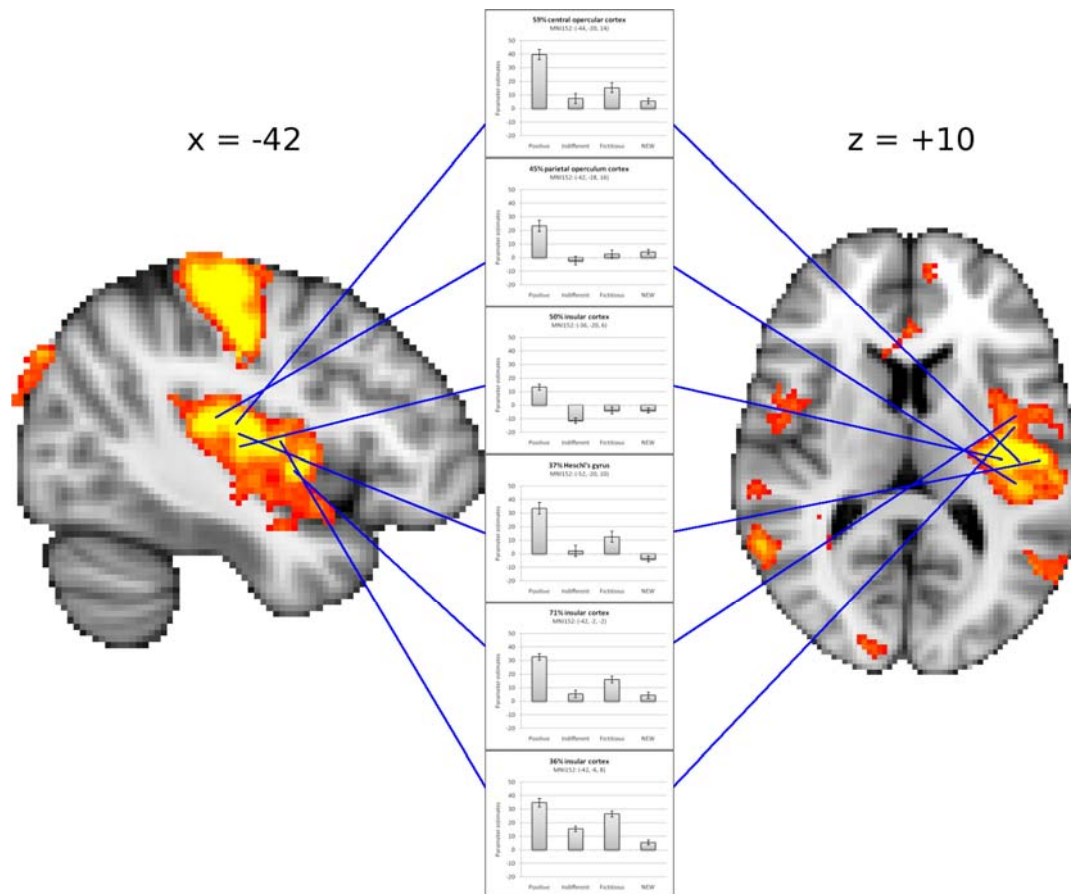 x = -42
z = +10
59% central opercular cortex
MNI152: (-44, -20, 14)
Parameter estimates
50
40
30
20
10
0
-10
-20
Positive Indifferent Fictitious NEW
45% parietal operculum cortex
MNI152: (-42, -28, 16)
Parameter estimates
50
40
30
20
10
0
-10
-20
Positive Indifferent Fictitious NEW
50% insular cortex
MNI152: (-36, -20, 6)
Parameter estimates
50
40
30
20
10
0
-10
-20
Positive Indifferent Fictitious NEW
37% Heschl's gyrus
MNI152: (-52, -20, 10)
Parameter estimates
50
40
30
20
10
0
-10
-20
Positive Indifferent Fictitious NEW
71% insular cortex
MNI152: (-42, -2, -2)
Parameter estimates
50
40
30
20
10
0
-10
-20
Positive Indifferent Fictitious NEW
36% insular cortex
MNI152: (-42, -6, 8)
Parameter estimates
50
40
30
20
10
0
-10
-20
Positive Indifferent Fictitious NEW